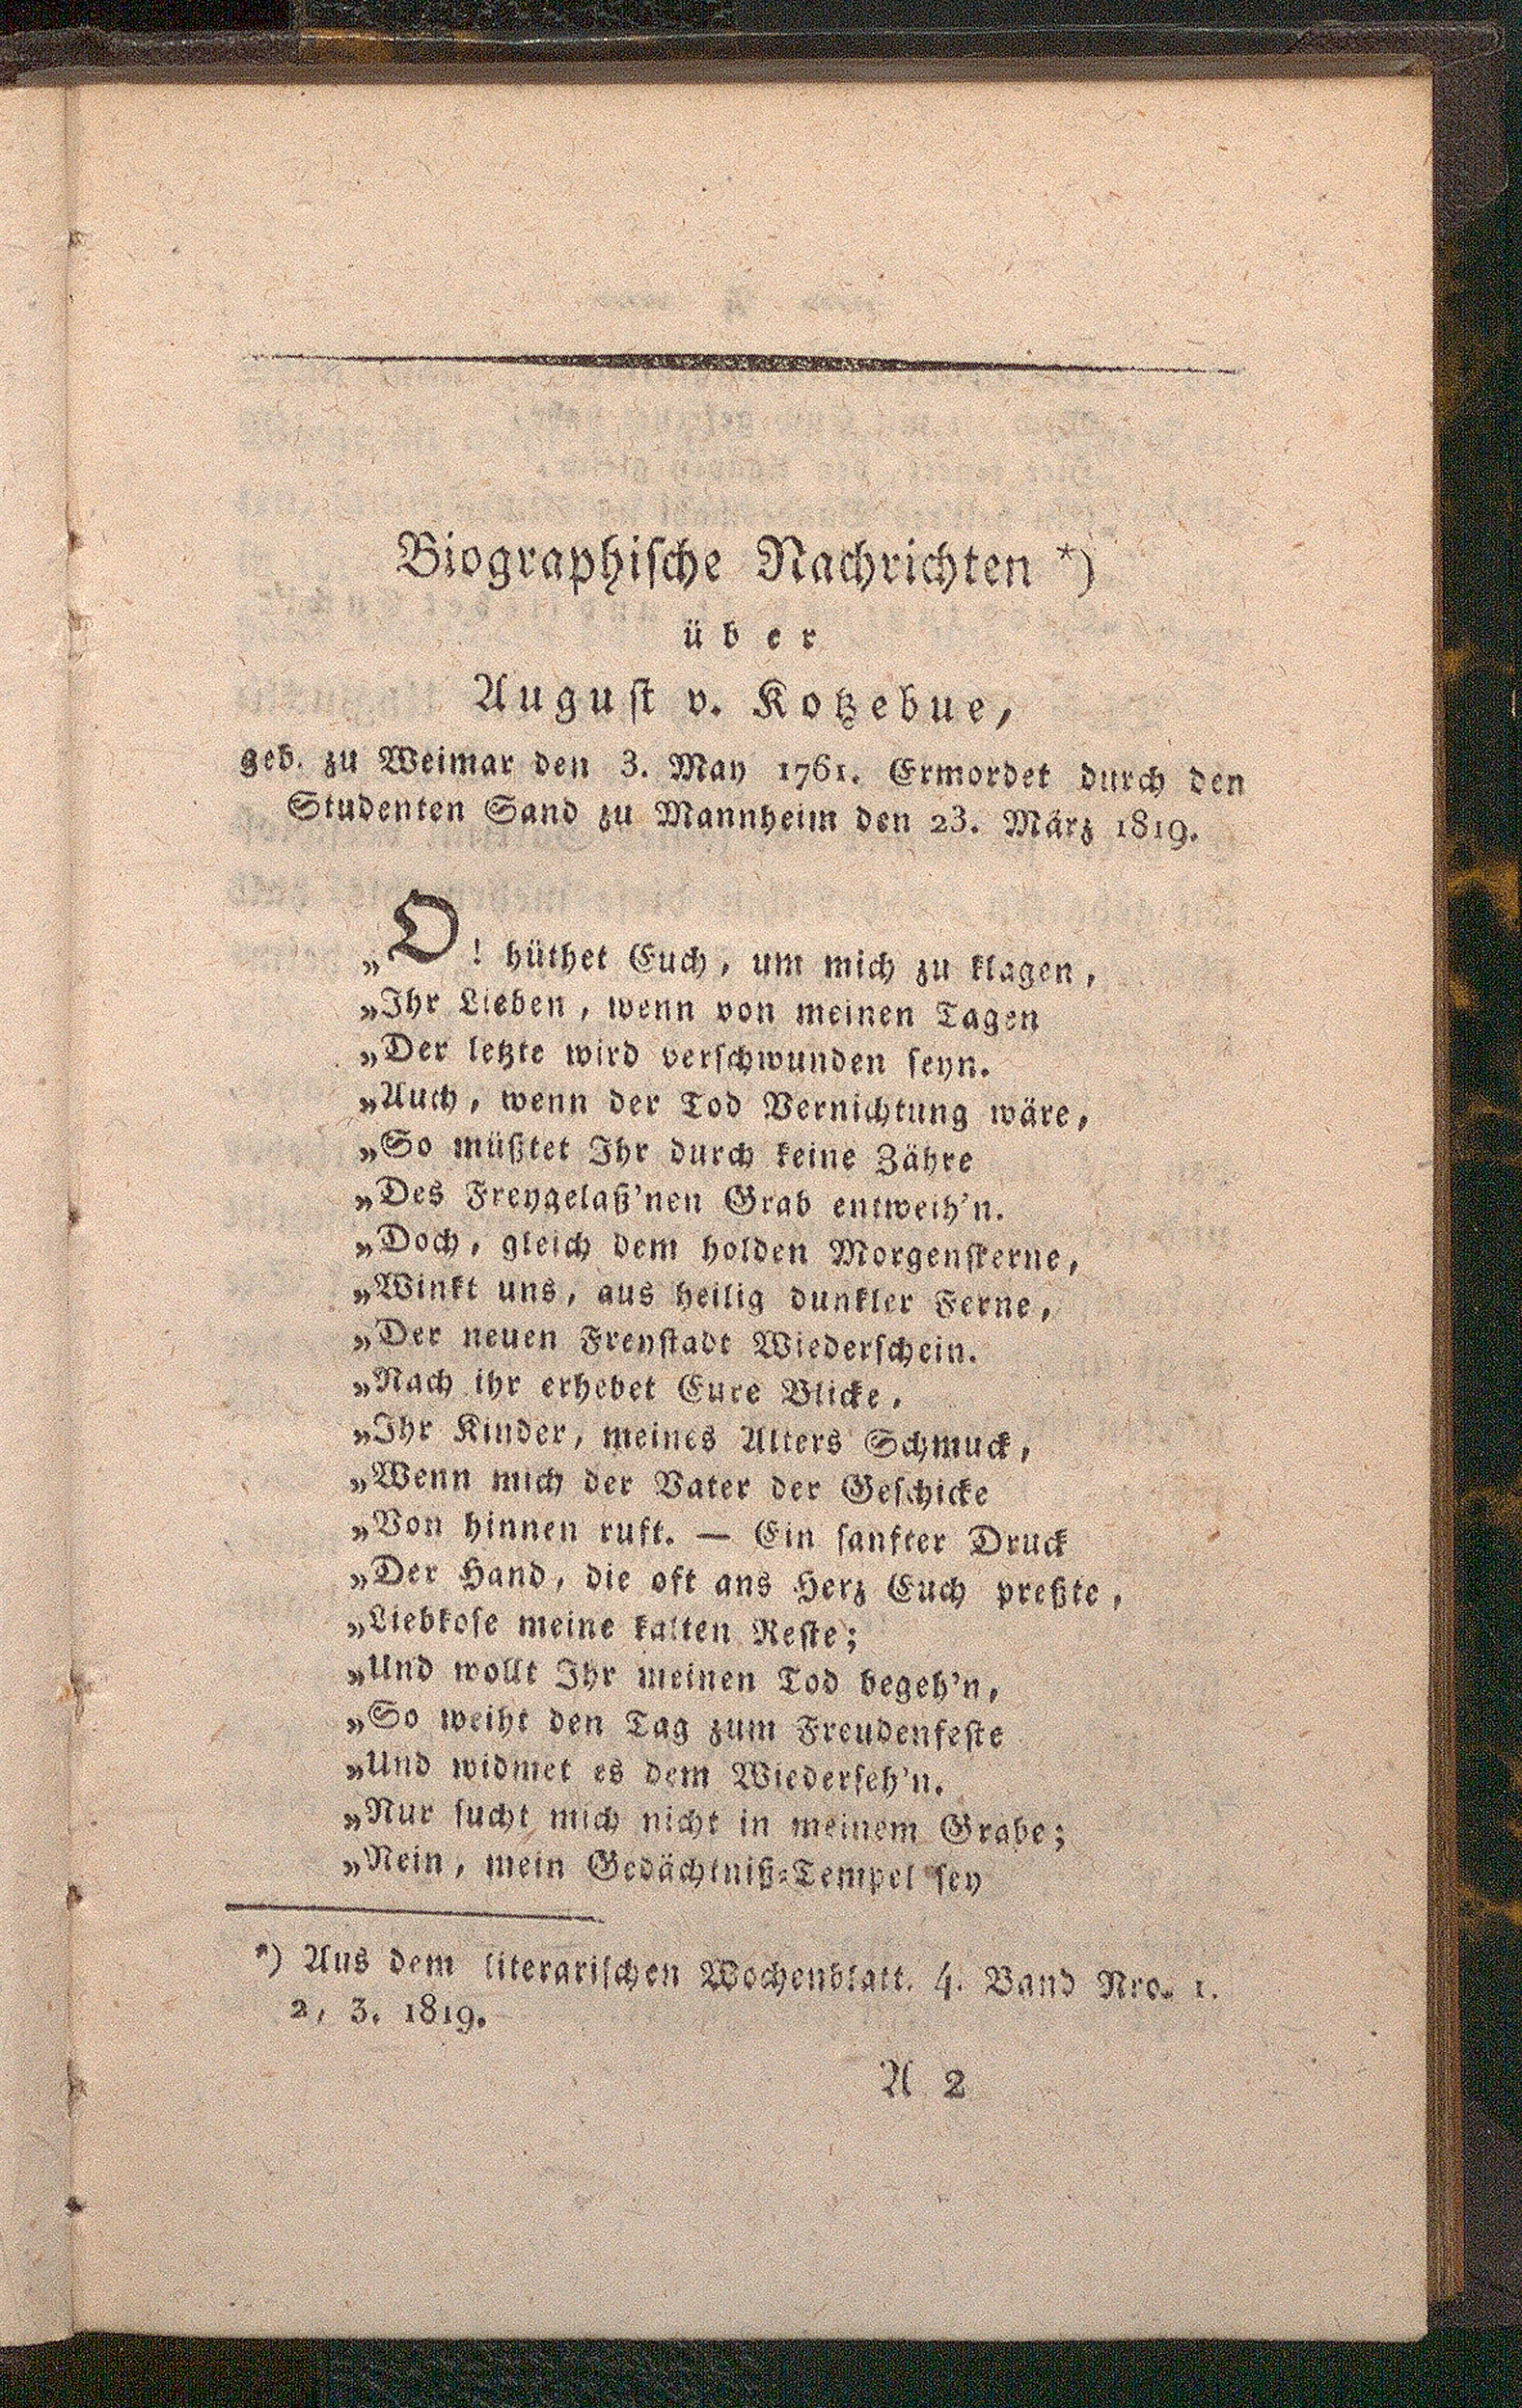 Biographische Nachrichten *)
über
August v. Kotzebue,
geb. zu Weimar den 3. May 1761. Ermordet durch den
Studenten Sand zu Mannheim den 23. März 1819.
„O! hüthet Euch, um mich zu klagen,
„Ihr Lieben, wenn von meinen Tagen
„Der letzte wird verschwunden seyn.
„Auch, wenn der Tod Vernichtung wäre,
„So müßtet Ihr durch keine Zähre
„Des Freygelaß'nen Grab entweih'n.
„Doch, gleich dem holden Morgensterne,
„Winkt uns, aus heilig dunkler Ferne,
„Der neuen Freystadt Wiederschein.
„Nach ihr erhebet Eure Blicke,
„Ihr Kinder, meines Alters Schmuck,
„Wenn mich der Vater der Geschicke
„Von hinnen ruft. — Ein sanfter Druck
„Der Hand, die oft ans Herz Euch preßte,
„Liebkose meine kalten Reste;
„Und wollt Ihr meinen Tod begeh'n,
„So weiht den Tag zum Freudenfeste
„Und widmet es dem Wiederseh'n.
„Nur sucht mich nicht in meinem Grabe;
„Nein, mein Gedächtniß-Tempel sey
*) Aus dem literarischen Wochenblatt. 4. Band Nro. 1.
2, 3. 1819.
A 2